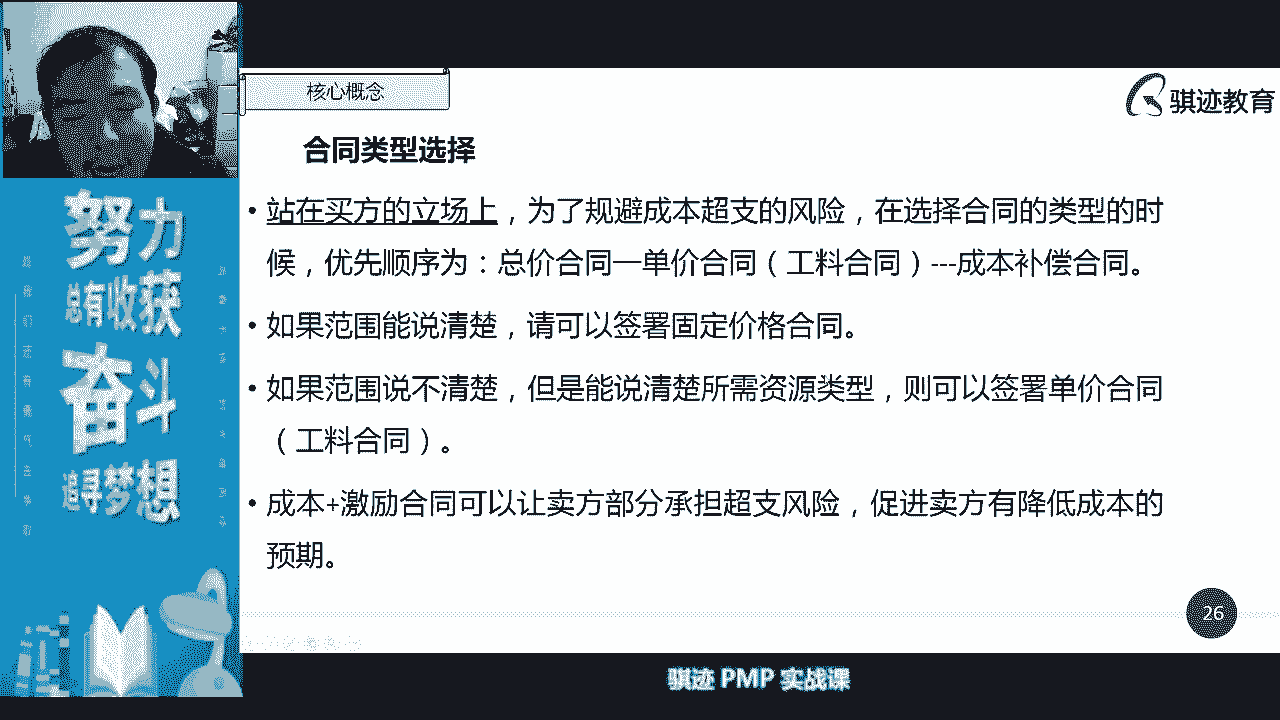 核心概念
骐迹教育
合同类型选择
• 站在买方的立场上，为了规避成本超支的风险，在选择合同的类型的时
候，优先顺序为：总价合同—单价合同（工料合同）---成本补偿合同。
• 如果范围能说清楚，请可以签署固定价格合同。
• 如果范围说不清楚，但是能说清楚所需资源类型，则可以签署单价合同
（工料合同）。
• 成本+激励合同可以让卖方部分承担超支风险，促进卖方有降低成本的
预期。
26
努力
总有收获
奋斗
追寻梦想
骐迹 PMP 实战课